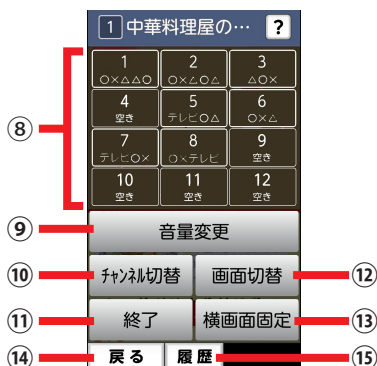 1 中華料理屋の… ?
1 2 3
○×△△○ ○×△○△ △○×
4 5 6
空き テレビ○△ ○×△
⑧
7 8 9
テレビ○× ○×テレビ 空き
10 11 12
空き 空き 空き
⑨ 音量変更
⑩ チャンネル切替 画面切替 ⑫
⑪ 終了 横画面固定 ⑬
⑭ 戻る 履歴 ⑮